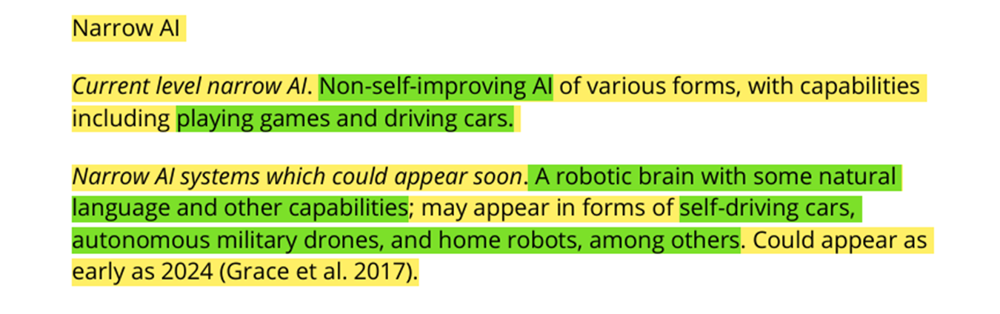 Narrow AI
Current level narrow AI. Non-self-improving AI of various forms, with capabilities
including playing games and driving cars.
Narrow AI systems which could appear soon. A robotic brain with some natural
language and other capabilities; may appear in forms of self-driving cars,
autonomous military drones, and home robots, among others. Could appear as
early as 2024 (Grace et al. 2017).